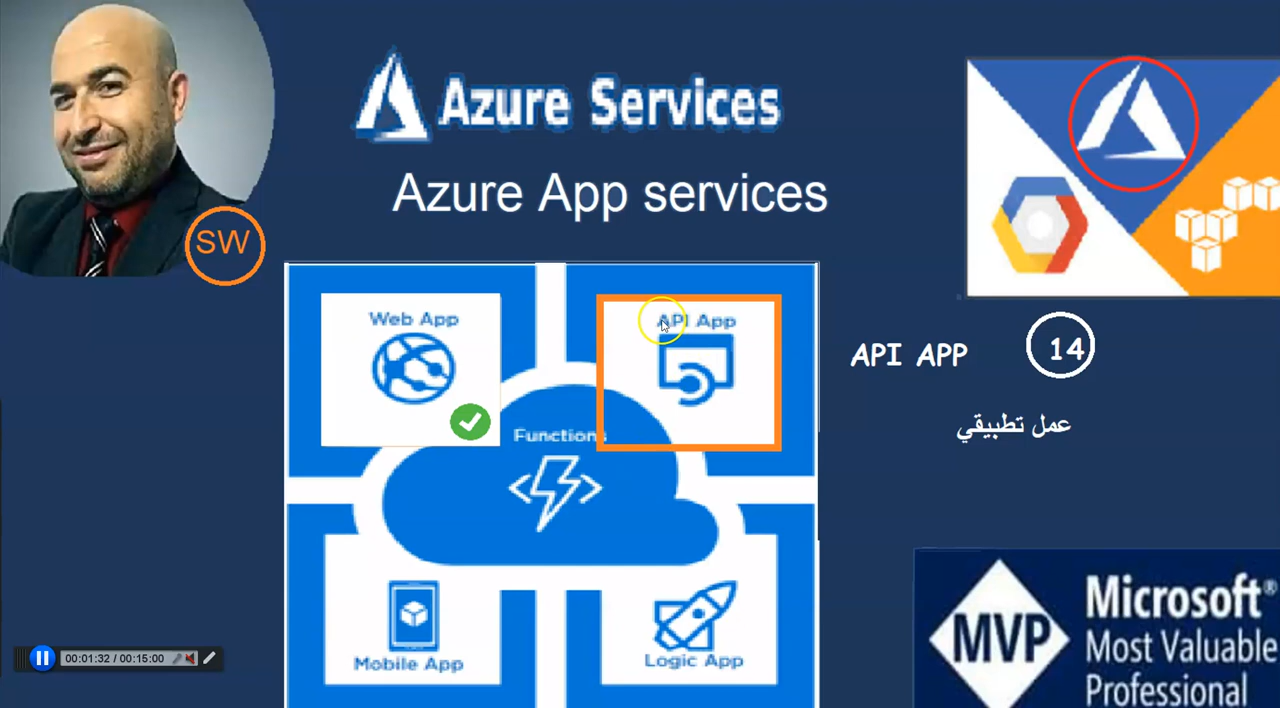 Azure Services
Azure App services
SW
Web App
API App
Functions
Mobile App
Logic App
API APP
14
عمل تطبيقي
MVP
Microsoft®
Most Valuable
Professional
00:01:32 / 00:15:00